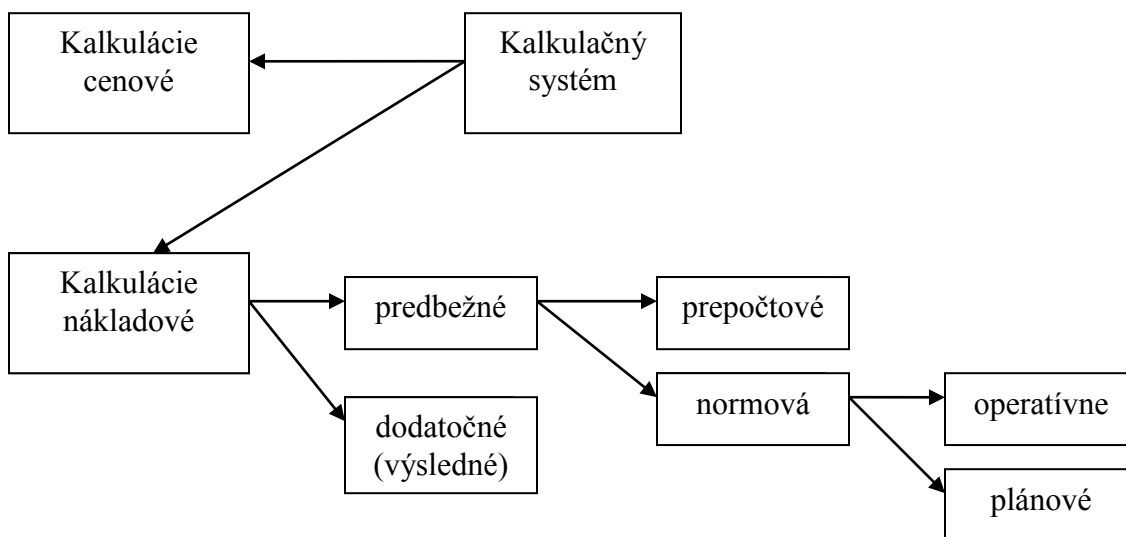 Kalkulácie
cenové
Kalkulačný
systém
Kalkulácie
nákladové
predbežné
prepočtové
dodatočné
(výsledné)
normová
operatívne
plánové